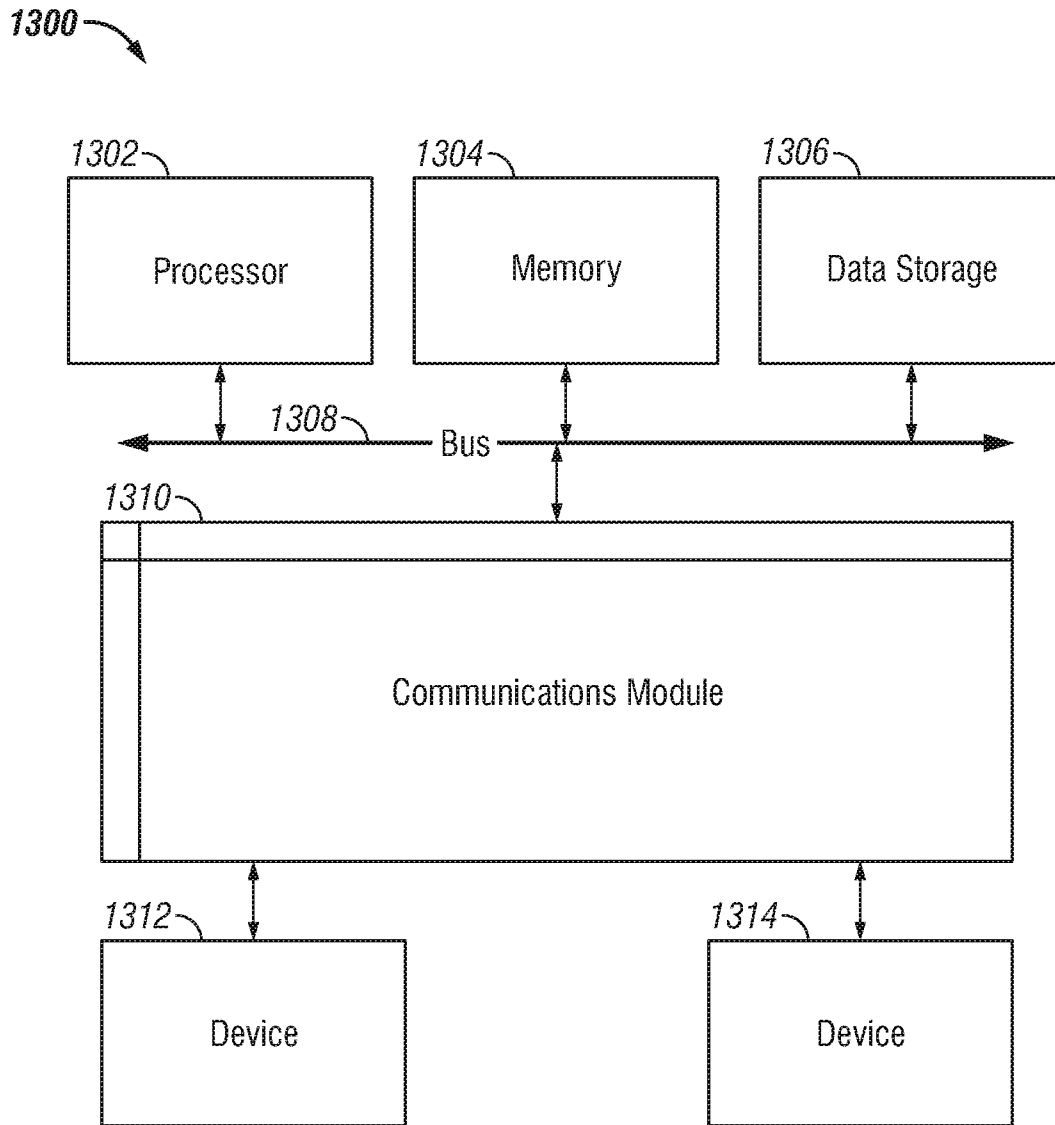 1300
1302 1304 1306
Processor Memory Data Storage
1308
Bus
1310
Communications Module
1312 1314
Device Device